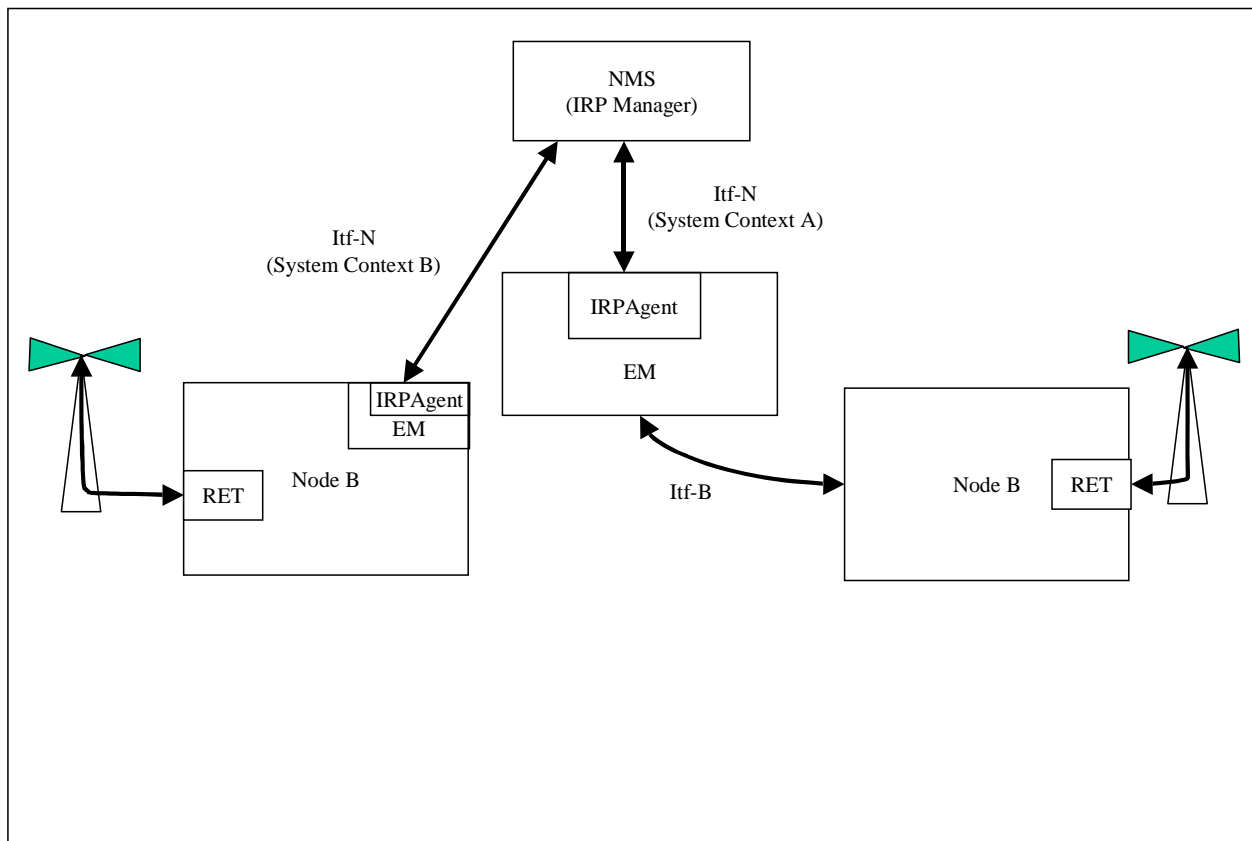 NMS
(IRP Manager)
Itf-N
(System Context A)
Itf-N
(System Context B)
IRPAgent
EM
IRPAgent
EM
Node B
RET
Itf-B
Node B
RET